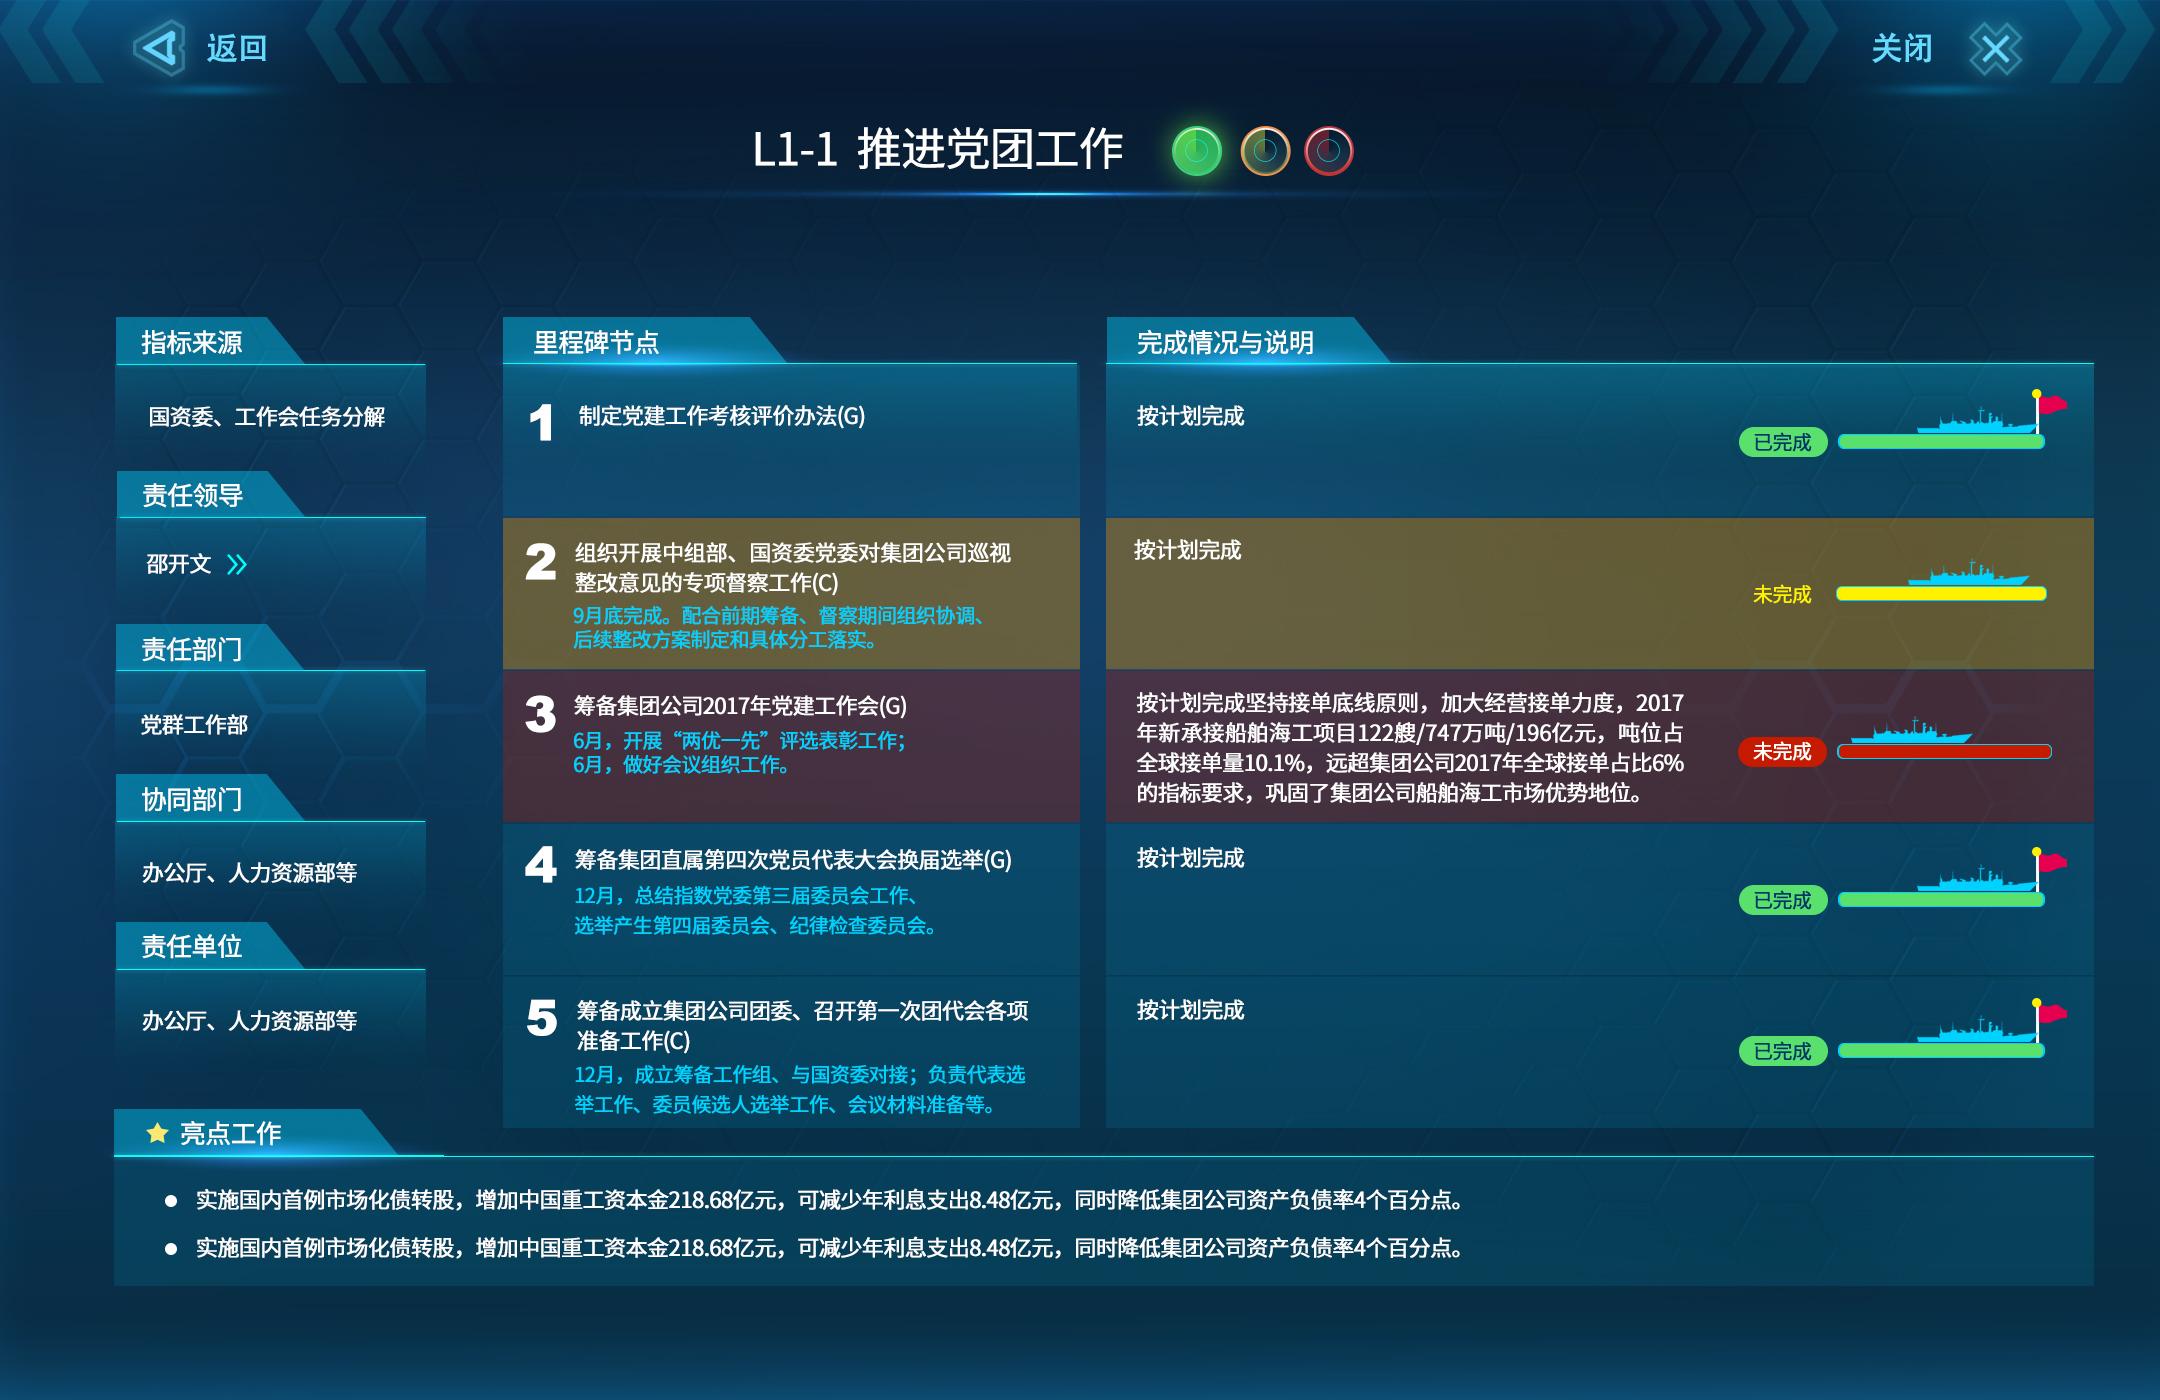 返回
关闭
L1-1 推进党团工作
指标来源
国资委、工作会任务分解
责任领导
邵开文
责任部门
党群工作部
协同部门
办公厅、人力资源部等
责任单位
办公厅、人力资源部等
里程碑节点
完成情况与说明
1
制定党建工作考核评价办法(G)
按计划完成
已完成
2
组织开展中组部、国资委党委对集团公司巡视
整改意见的专项督察工作(C)
9月底完成。配合前期筹备、督察期间组织协调、
后续整改方案制定和具体分工落实。
按计划完成
未完成
3
筹备集团公司2017年党建工作会(G)
6月，开展“两优一先”评选表彰工作；
6月，做好会议组织工作。
按计划完成坚持接单底线原则，加大经营接单力度，2017
年新承接船舶海工项目122艘/747万吨/196亿元，吨位占
全球接单量10.1%，远超集团公司2017年全球接单占比6%
的指标要求，巩固了集团公司船舶海工市场优势地位。
未完成
4
筹备集团直属第四次党员代表大会换届选举(G)
12月，总结指数党委第三届委员会工作、
选举产生第四届委员会、纪律检查委员会。
按计划完成
已完成
5
筹备成立集团公司团委、召开第一次团代会各项
准备工作(C)
12月，成立筹备工作组、与国资委对接；负责代表选
举工作、委员候选人选举工作、会议材料准备等。
按计划完成
已完成
亮点工作
实施国内首例市场化债转股，增加中国重工资本金218.68亿元，可减少年利息支出8.48亿元，同时降低集团公司资产负债率4个百分点。
实施国内首例市场化债转股，增加中国重工资本金218.68亿元，可减少年利息支出8.48亿元，同时降低集团公司资产负债率4个百分点。